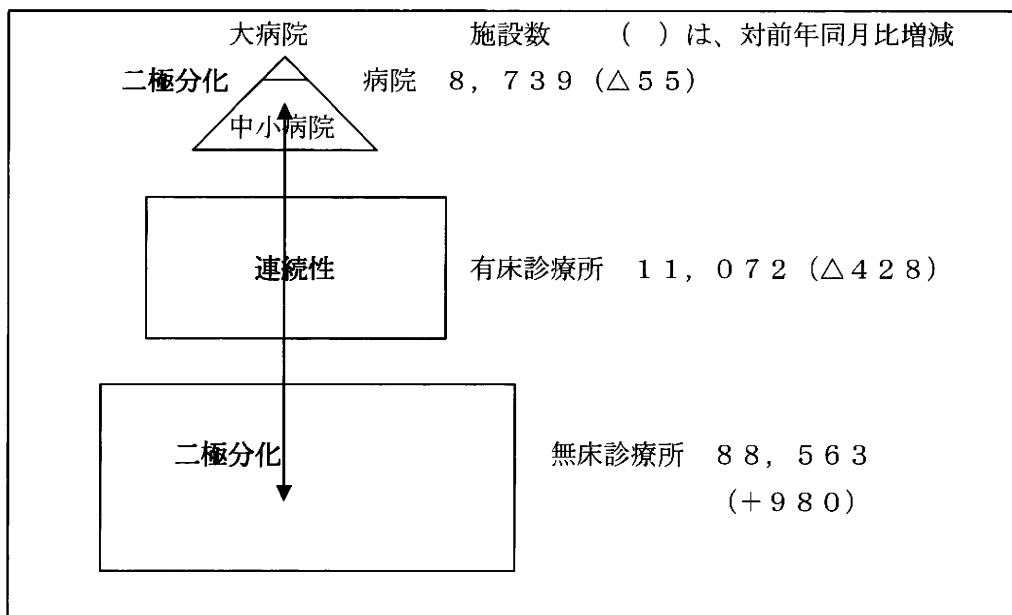 大病院 施設数 ( )は、対前年同月比増減
二極分化 病院 8,739(△55)
中小病院
連続性 有床診療所 11,072(△428)
二極分化 無床診療所 88,563
(+980)